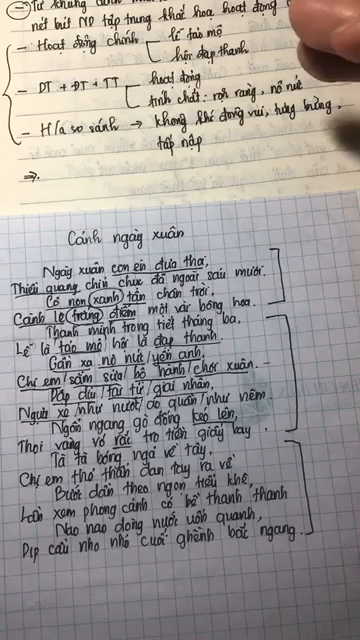 Từ khung cảnh
nét bút ND tập trung khắc họa hoạt động
- Hoạt động chính
lễ tảo mộ
hội đạp thanh
- DT + ĐT + TT
hoạt động
tính chất: rộn ràng, nô nức
- H/a so sánh → không khí đông vui, tưng bừng,
tấp nập
⇒
Cảnh ngày xuân
Ngày xuân con én đưa thoi,
Thiều quang chín chục đã ngoài sáu mươi.
Cỏ non (xanh) tận chân trời,
Cành lê (trắng) điểm một vài bông hoa.
Thanh minh trong tiết tháng ba,
Lễ là tảo mộ hội là đạp thanh
Gần xa nô nức/yến anh,
Chị em/sắm sửa/bộ hành/chơi xuân.
Dập dìu/tài tử/giai nhân,
Ngựa xe/như nước/áo quần/như nêm.
Ngổn ngang gò đống kéo lên,
Thoi vàng vó rắc tro tiền giấy bay.
Tà tà bóng ngả về tây,
Chị em thơ thẩn dan tay ra về
Bước dần theo ngọn tiểu khê,
Lần xem phong cảnh có bề thanh thanh
Nao nao dòng nước uốn quanh,
Dịp cầu nho nhỏ cuối ghềnh bắc ngang.